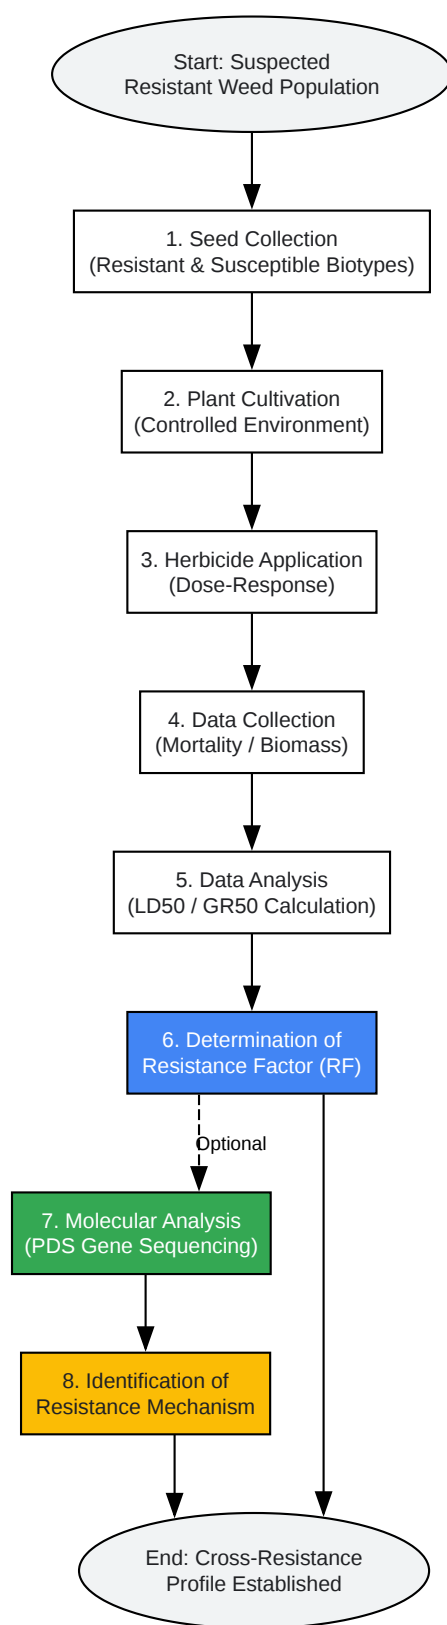 Start: Suspected
Resistant Weed Population
1. Seed Collection
(Resistant & Susceptible Biotypes)
2. Plant Cultivation
(Controlled Environment)
3. Herbicide Application
(Dose-Response)
4. Data Collection
(Mortality / Biomass)
5. Data Analysis
(LD50 / GR50 Calculation)
6. Determination of
Resistance Factor (RF)
Optional
7. Molecular Analysis
(PDS Gene Sequencing)
8. Identification of
Resistance Mechanism
End: Cross-Resistance
Profile Established